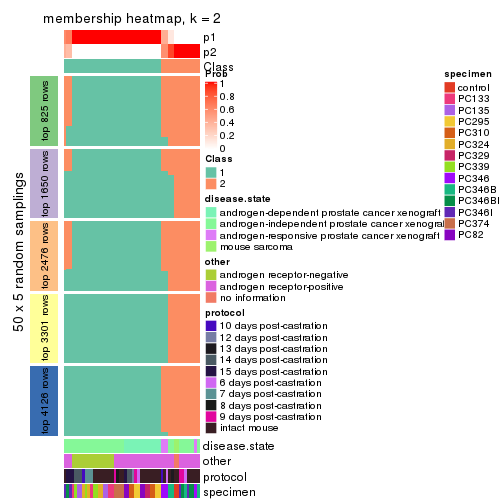 membership heatmap, k = 2
p1
p2
Class
50 x 5 random samplings
top 825 rows
top 1650 rows
top 2476 rows
top 3301 rows
top 4126 rows
disease.state
other
protocol
specimen
Prob
1
0.8
0.6
0.4
0.2
0
Class
1
2
disease.state
androgen-dependent prostate cancer xenograft
androgen-independent prostate cancer xenograft
androgen-responsive prostate cancer xenograft
mouse sarcoma
other
androgen receptor-negative
androgen receptor-positive
no information
protocol
10 days post-castration
12 days post-castration
13 days post-castration
14 days post-castration
15 days post-castration
6 days post-castration
7 days post-castration
8 days post-castration
9 days post-castration
intact mouse
specimen
control
PC133
PC135
PC295
PC310
PC324
PC329
PC339
PC346
PC346B
PC346BI
PC346I
PC374
PC82